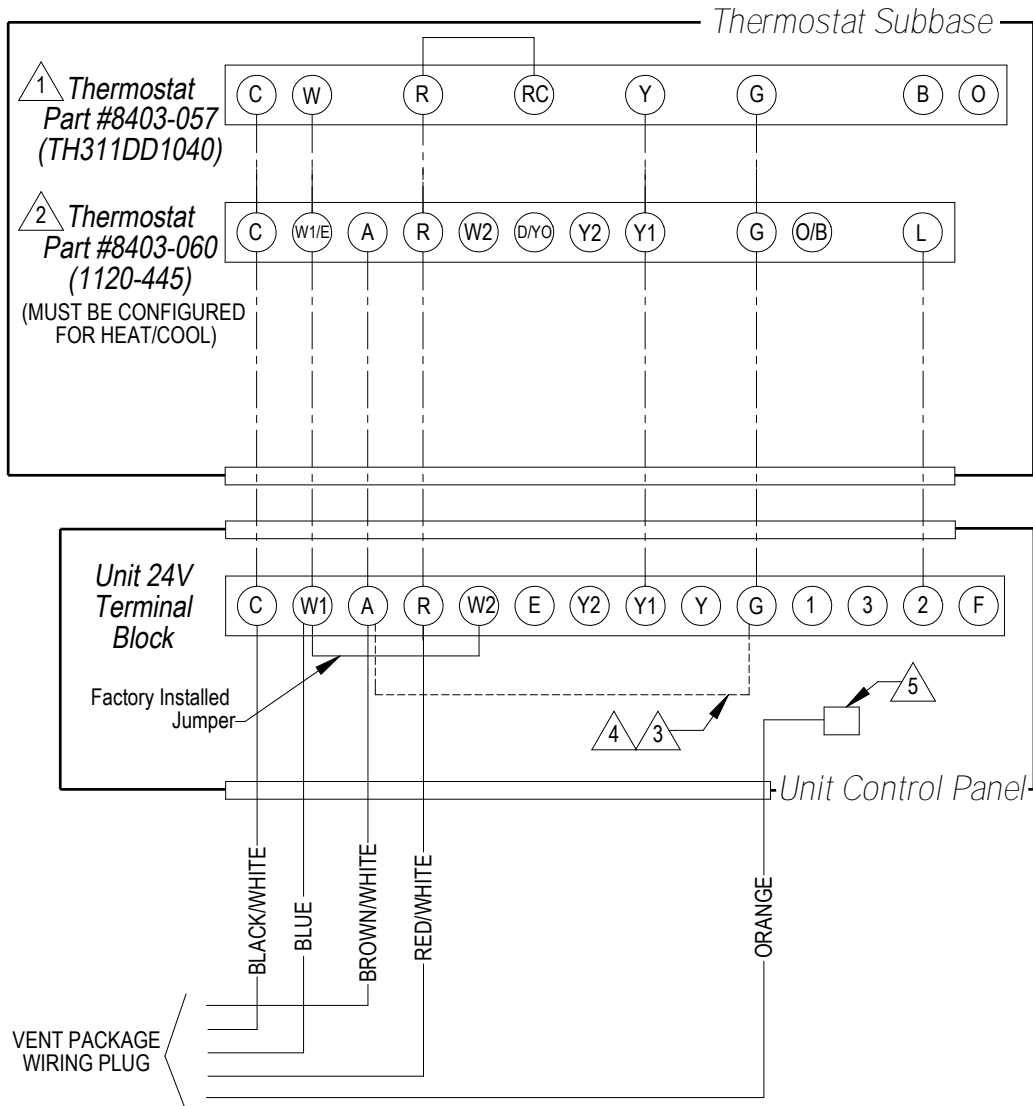 Thermostat Subbase
1 Thermostat
Part #8403-057
(TH311DD1040)
C W R RC Y G B O
2 Thermostat
Part #8403-060
(1120-445)
(MUST BE CONFIGURED
FOR HEAT/COOL)
C W1/E A R W2 D/YO Y2 Y1 G O/B L
Unit 24V
Terminal
Block
C W1 A R W2 E Y2 Y1 Y G 1 3 2 F
Factory Installed
Jumper
4 3
5
Unit Control Panel
BLACK/WHITE
BLUE
BROWN/WHITE
RED/WHITE
ORANGE
VENT PACKAGE
WIRING PLUG